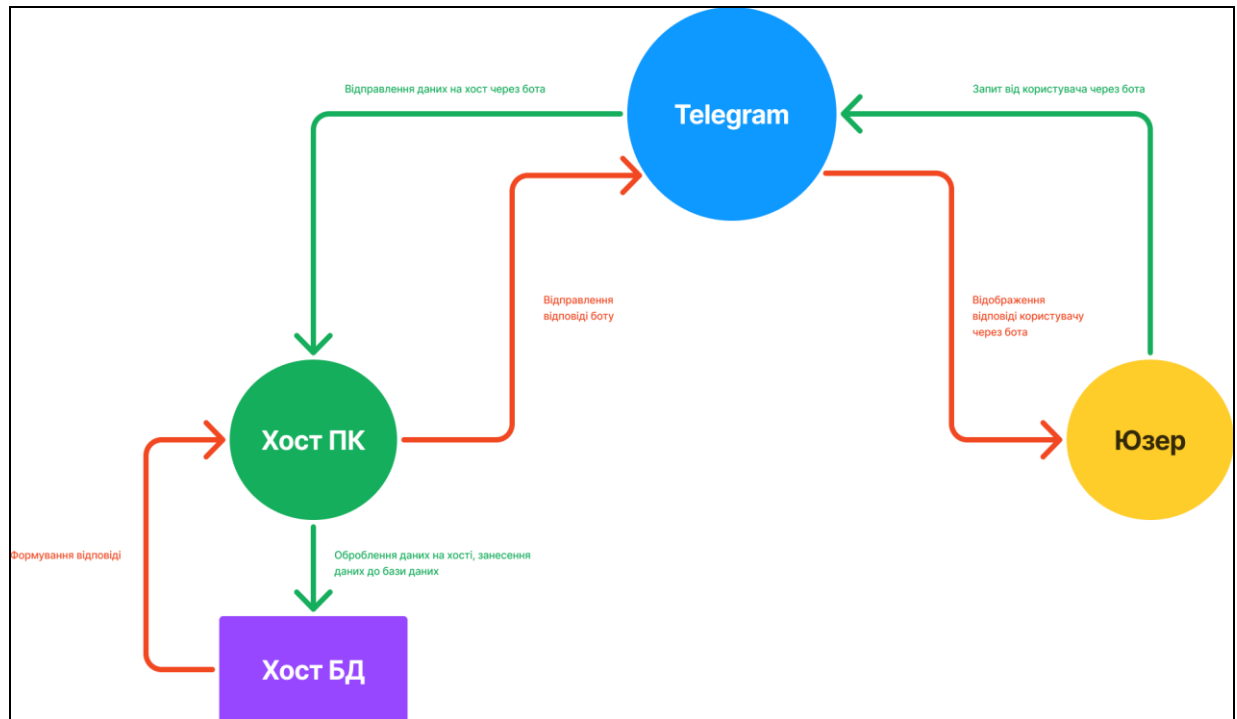 Відправлення даних на хост через бота
Запит від користувача через бота
Telegram
Відправлення
відповіді боту
Відображення
відповіді користувачу
через бота
Хост ПК
Юзер
Формування відповіді
Оброблення даних на хості, занесення
даних до бази даних
Хост БД